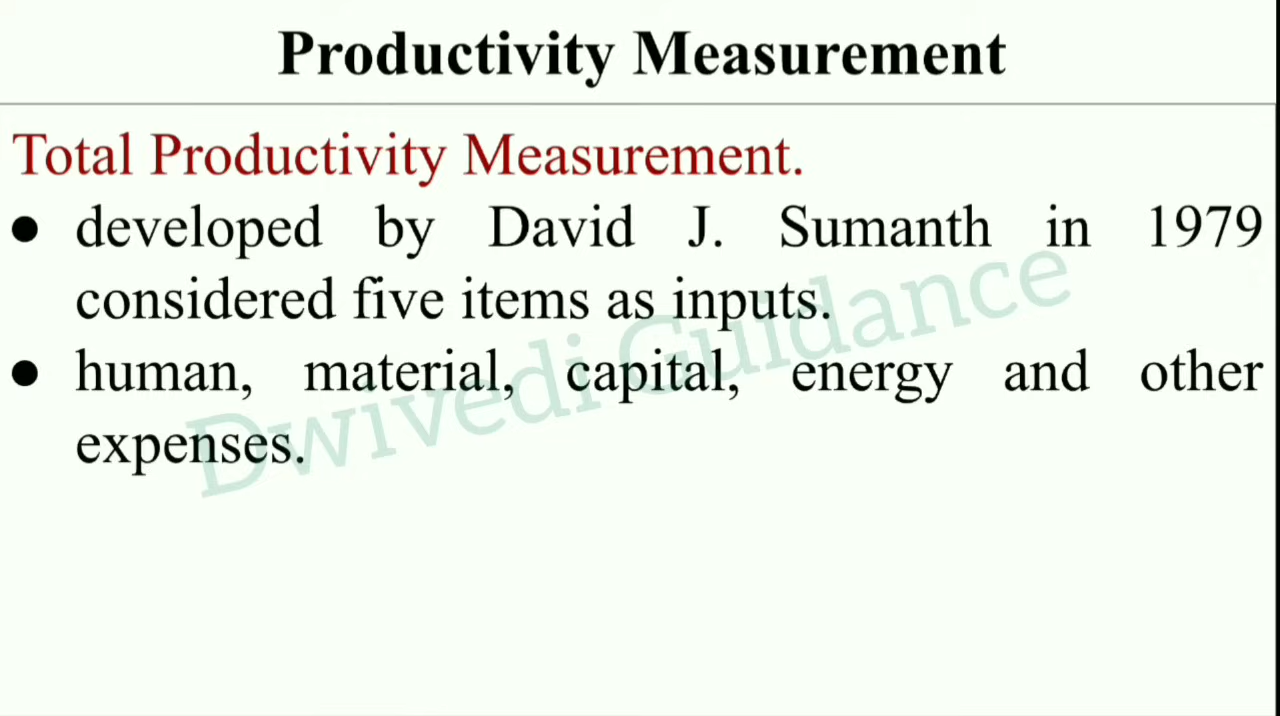 Productivity Measurement
Total Productivity Measurement.
● developed by David J. Sumanth in 1979
considered five items as inputs.
● human, material, capital, energy and other
expenses.
Dwivedi Guidance